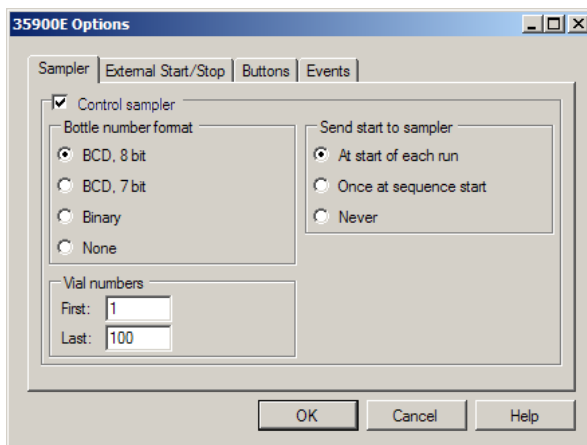 35900E Options
Sampler External Start/Stop Buttons Events
Control sampler
Bottle number format
BCD, 8 bit
BCD, 7 bit
Binary
None
Send start to sampler
At start of each run
Once at sequence start
Never
Vial numbers
First: 1
Last: 100
OK Cancel Help